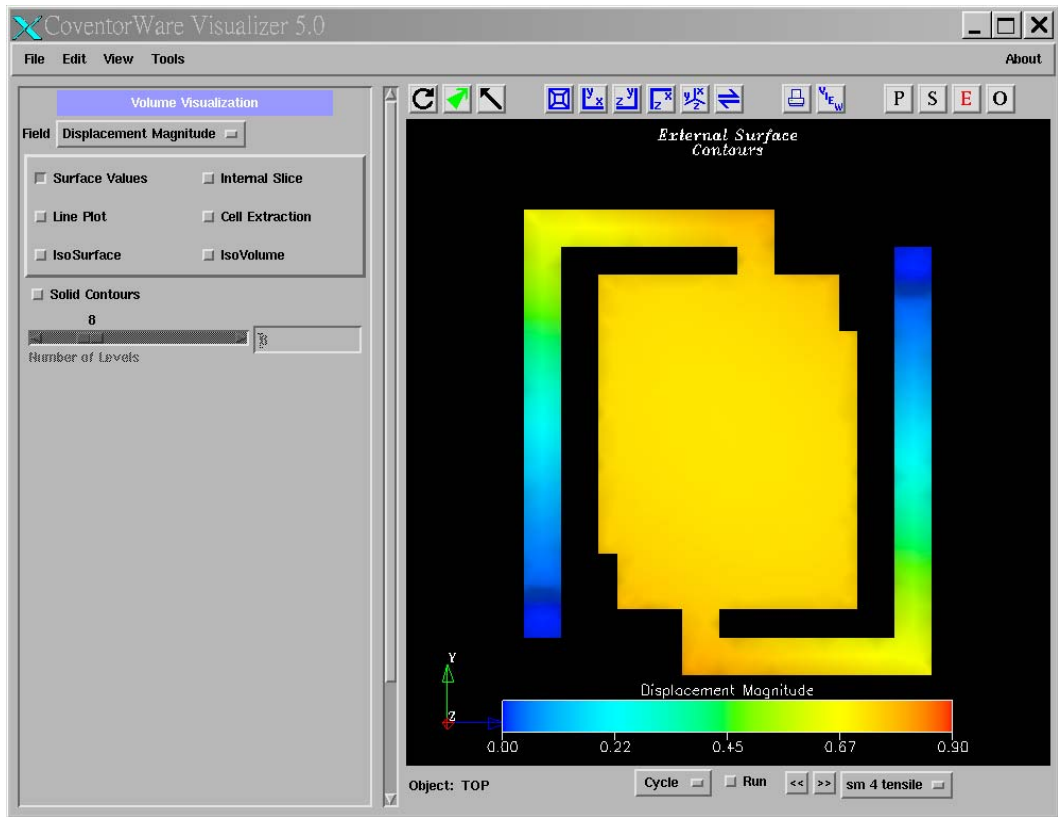 CoventorWare Visualizer 5.0
File Edit View Tools About
Volume Visualization
Field Displacement Magnitude
Surface Values Internal Slice
Line Plot Cell Extraction
IsoSurface IsoVolume
Solid Contours
8
8
Number of Levels
Y X Z Y Z X Y X Z VIEW P S E O
External Surface
Contours
Y
Z
Displacement Magnitude
0.00 0.22 0.45 0.67 0.90
Object: TOP Cycle Run << >> sm 4 tensile